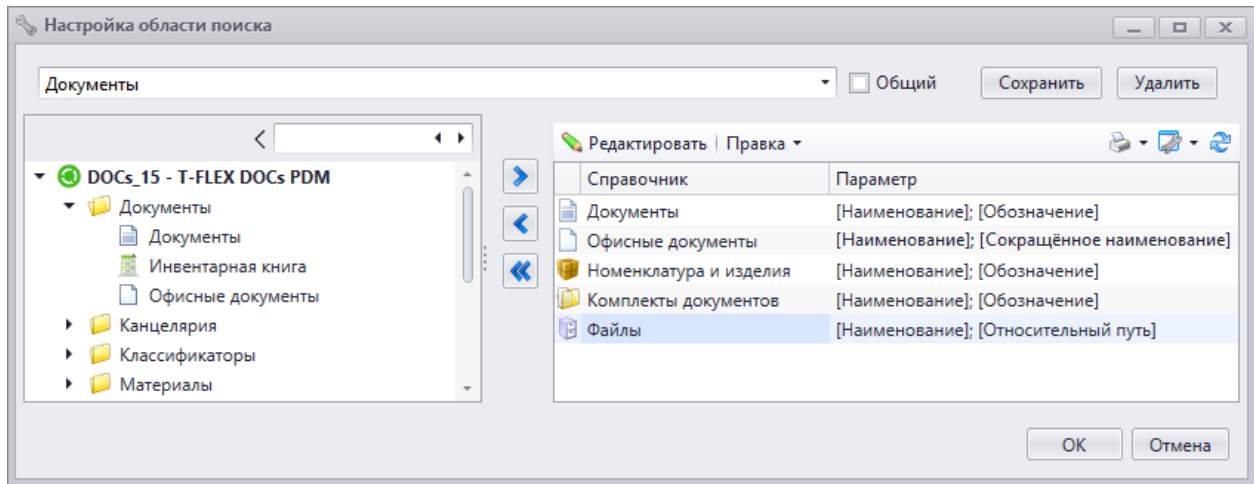 Настройка области поиска
Документы Общий Сохранить Удалить
Редактировать Правка
DOCs_15 - T-FLEX DOCs PDM
Документы
Документы
Инвентарная книга
Офисные документы
Канцелярия
Классификаторы
Материалы
Справочник Параметр
Документы [Наименование]; [Обозначение]
Офисные документы [Наименование]; [Сокращённое наименование]
Номенклатура и изделия [Наименование]; [Обозначение]
Комплекты документов [Наименование]; [Обозначение]
Файлы [Наименование]; [Относительный путь]
ОК Отмена